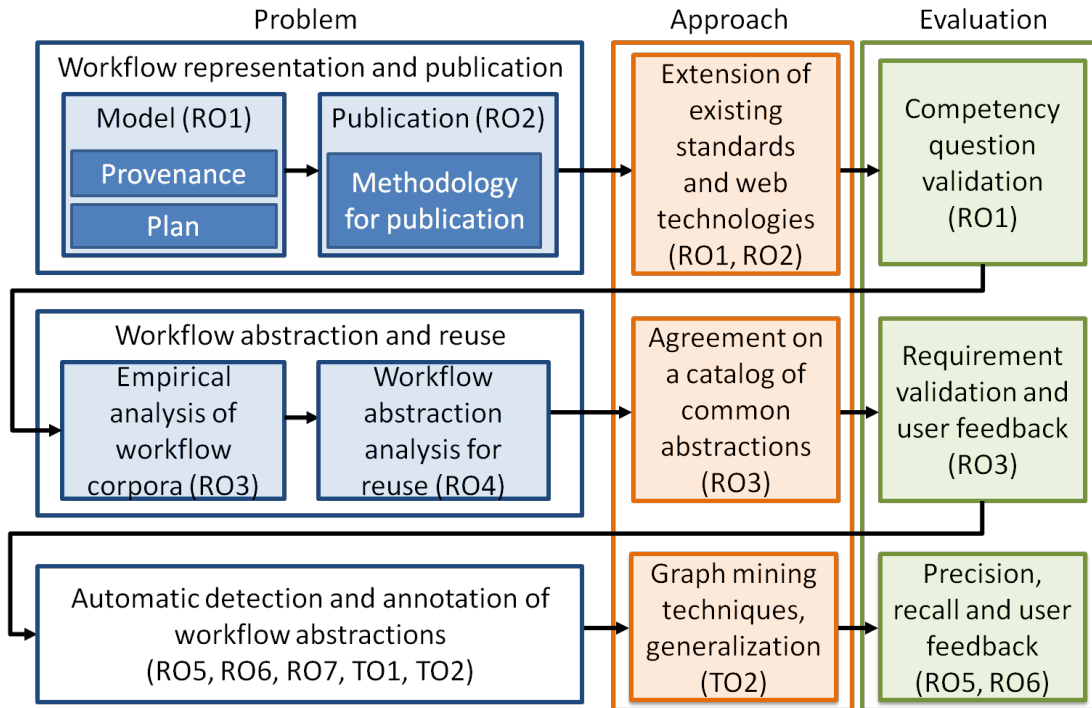 Problem
Approach
Evaluation
Workflow representation and publication
Model (RO1)
Provenance
Plan
Publication (RO2)
Methodology
for publication
Extension of
existing
standards
and web
technologies
(RO1, RO2)
Competency
question
validation
(RO1)
Workflow abstraction and reuse
Empirical
analysis of
workflow
corpora (RO3)
Workflow
abstraction
analysis for
reuse (RO4)
Agreement on
a catalog of
common
abstractions
(RO3)
Requirement
validation and
user feedback
(RO3)
Automatic detection and annotation of
workflow abstractions
(RO5, RO6, RO7, TO1, TO2)
Graph mining
techniques,
generalization
(TO2)
Precision,
recall and user
feedback
(RO5, RO6)